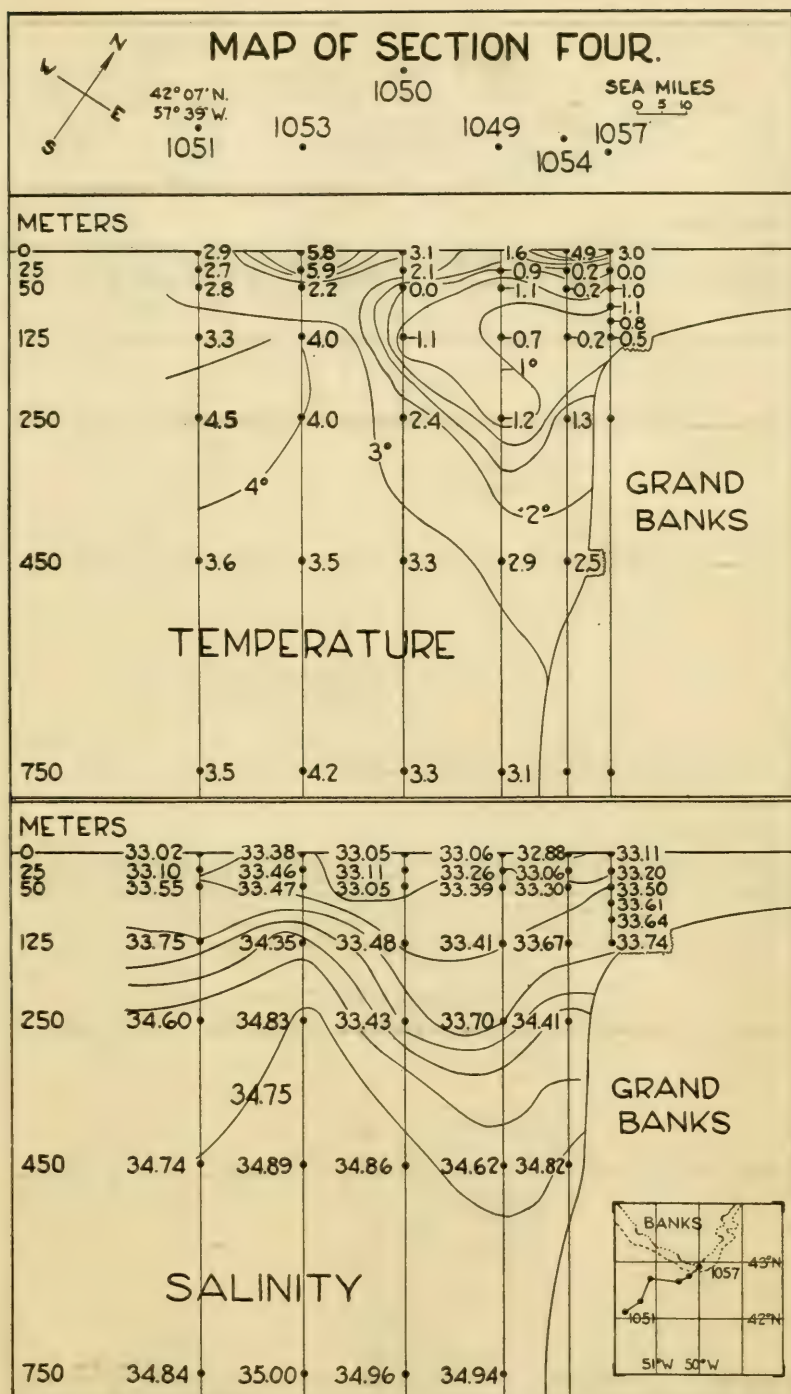 MAP OF SECTION FOUR.
N
W
E
S
42° 07' N.
57° 39' W.
1051
1053
1050
1049
1054
1057
SEA MILES
0 5 10
METERS
0 2.9 5.8 3.1 1.6 4.9 3.0
25 2.7 5.9 2.1 -0.9 0.2 0.0
50 2.8 2.2 0.0 -1.1 -0.2 -1.0
-1.1
-0.8
125 3.3 4.0 -1.1 -0.7 -0.2 -0.5
1°
250 4.5 4.0 2.4 -1.2 1.3
3°
4°
2°
GRAND
BANKS
450 3.6 3.5 3.3 2.9 2.5
TEMPERATURE
750 3.5 4.2 3.3 3.1
METERS
0 33.02 33.38 33.05 33.06 32.88 33.11
25 33.10 33.46 33.11 33.26 33.06 33.20
50 33.55 33.47 33.05 33.39 33.30 33.50
33.61
33.64
125 33.75 34.35 33.48 33.41 33.67 33.74
250 34.60 34.83 33.43 33.70 34.41
34.75
GRAND
BANKS
450 34.74 34.89 34.86 34.62 34.82
SALINITY
750 34.84 35.00 34.96 34.94
BANKS
43°N
1057
1051
42°N
51°W 50°W